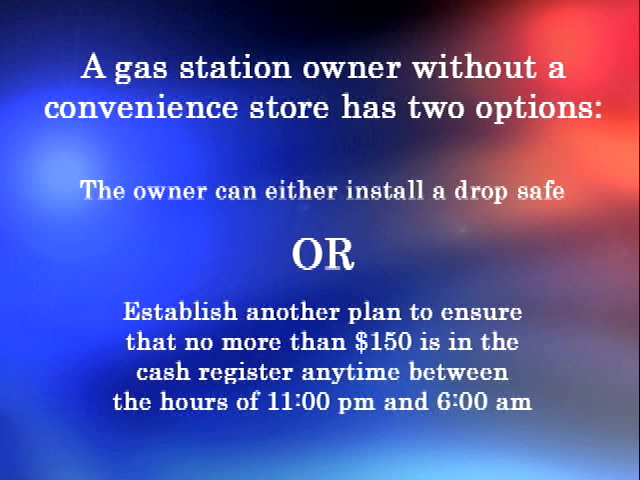 A gas station owner without a
convenience store has two options:
The owner can either install a drop safe
OR
Establish another plan to ensure
that no more than $150 is in the
cash register anytime between
the hours of 11:00 pm and 6:00 am